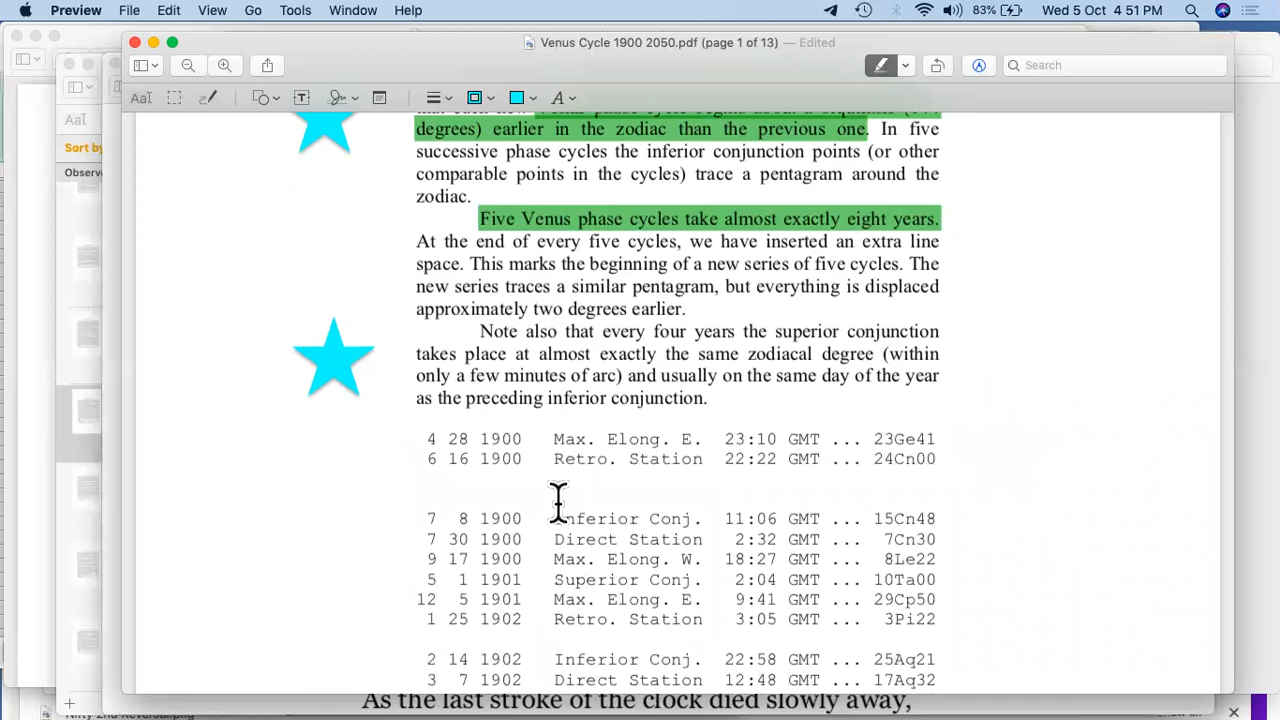 Preview File Edit View Go Tools Window Help 83% Wed 5 Oct 4:51 PM
Venus Cycle 1900 2050.pdf (page 1 of 13) — Edited
Search
Sort by
Observ
degrees) earlier in the zodiac than the previous one. In five
successive phase cycles the inferior conjunction points (or other
comparable points in the cycles) trace a pentagram around the
zodiac.
Five Venus phase cycles take almost exactly eight years.
At the end of every five cycles, we have inserted an extra line
space. This marks the beginning of a new series of five cycles. The
new series traces a similar pentagram, but everything is displaced
approximately two degrees earlier.
Note also that every four years the superior conjunction
takes place at almost exactly the same zodiacal degree (within
only a few minutes of arc) and usually on the same day of the year
as the preceding inferior conjunction.
4 28 1900 Max. Elong. E. 23:10 GMT ... 23Ge41
6 16 1900 Retro. Station 22:22 GMT ... 24Cn00
7 8 1900 Inferior Conj. 11:06 GMT ... 15Cn48
7 30 1900 Direct Station 2:32 GMT ... 7Cn30
9 17 1900 Max. Elong. W. 18:27 GMT ... 8Le22
5 1 1901 Superior Conj. 2:04 GMT ... 10Ta00
12 5 1901 Max. Elong. E. 9:41 GMT ... 29Cp50
1 25 1902 Retro. Station 3:05 GMT ... 3Pi22
2 14 1902 Inferior Conj. 22:58 GMT ... 25Aq21
3 7 1902 Direct Station 12:48 GMT ... 17Aq32
As the last stroke of the clock died slowly away,